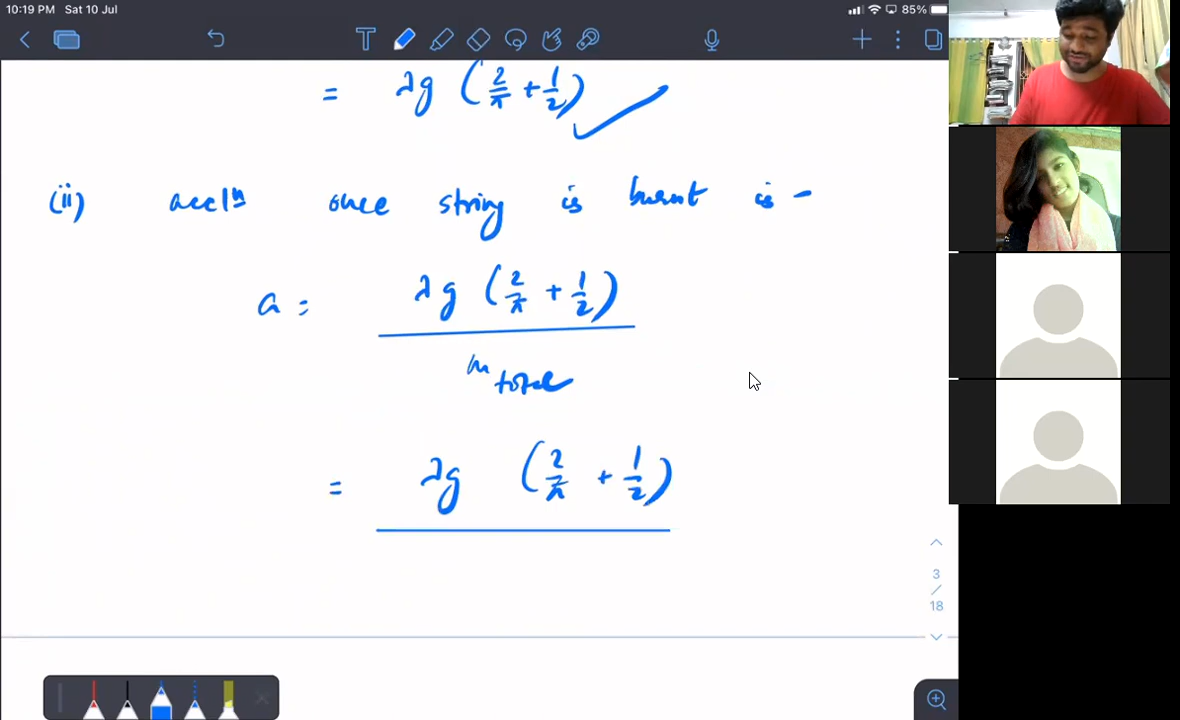 10:19 PM Sat 10 Jul 85%
= λg (2/π + 1/2)
(ii) accln once string is burnt is -
a = λg (2/π + 1/2) / m total
= λg (2/π + 1/2)
3
/
18